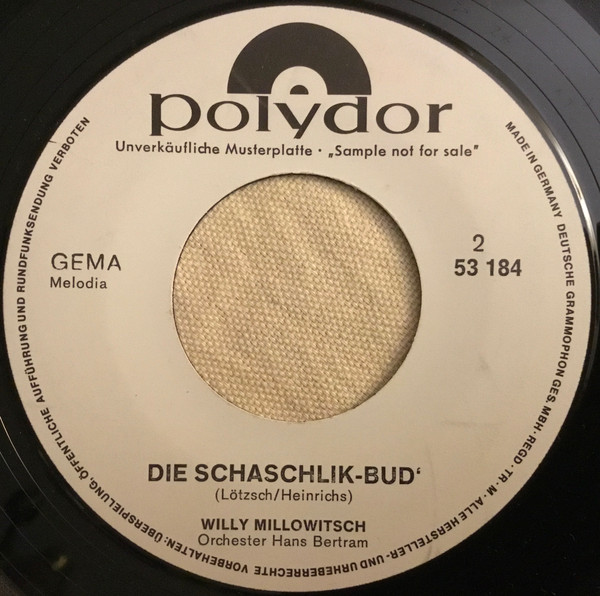 polydor
Unverkäufliche Musterplatte · „Sample not for sale"
GEMA
Melodia
2
53 184
DIE SCHASCHLIK-BUD'
(Lötzsch/Heinrichs)
WILLY MILLOWITSCH
Orchester Hans Bertram
MADE IN GERMANY DEUTSCHE GRAMMOPHON GES. MBH · REGD · TR · M · ALLE HERSTELLER- UND URHEBERRECHTE VORBEHALTEN: ÜBERSPIELUNG, ÖFFENTLICHE AUFFÜHRUNG UND RUNDFUNKSENDUNG VERBOTEN